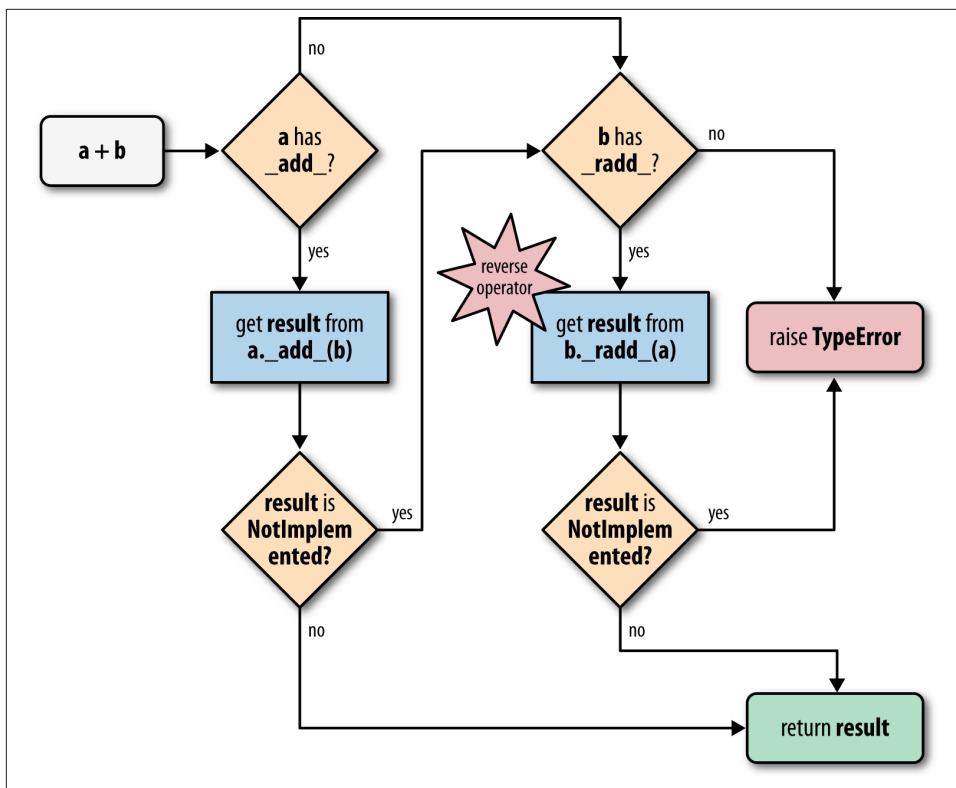 no
a + b
a has
_add_?
b has
_radd_?
no
yes
yes
reverse
operator
get result from
a._add_(b)
get result from
b._radd_(a)
raise TypeError
result is
NotImplem
ented?
yes
result is
NotImplem
ented?
yes
no
no
return result